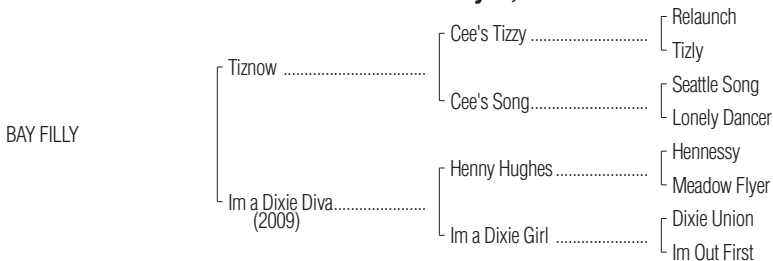 Relaunch
Cee's Tizzy ............................
Tizly
Tiznow ..................................
Seattle Song
Cee's Song............................
Lonely Dancer
BAY FILLY
Hennessy
Henny Hughes ......................
Meadow Flyer
Im a Dixie Diva......................
(2009)
Dixie Union
Im a Dixie Girl ......................
Im Out First